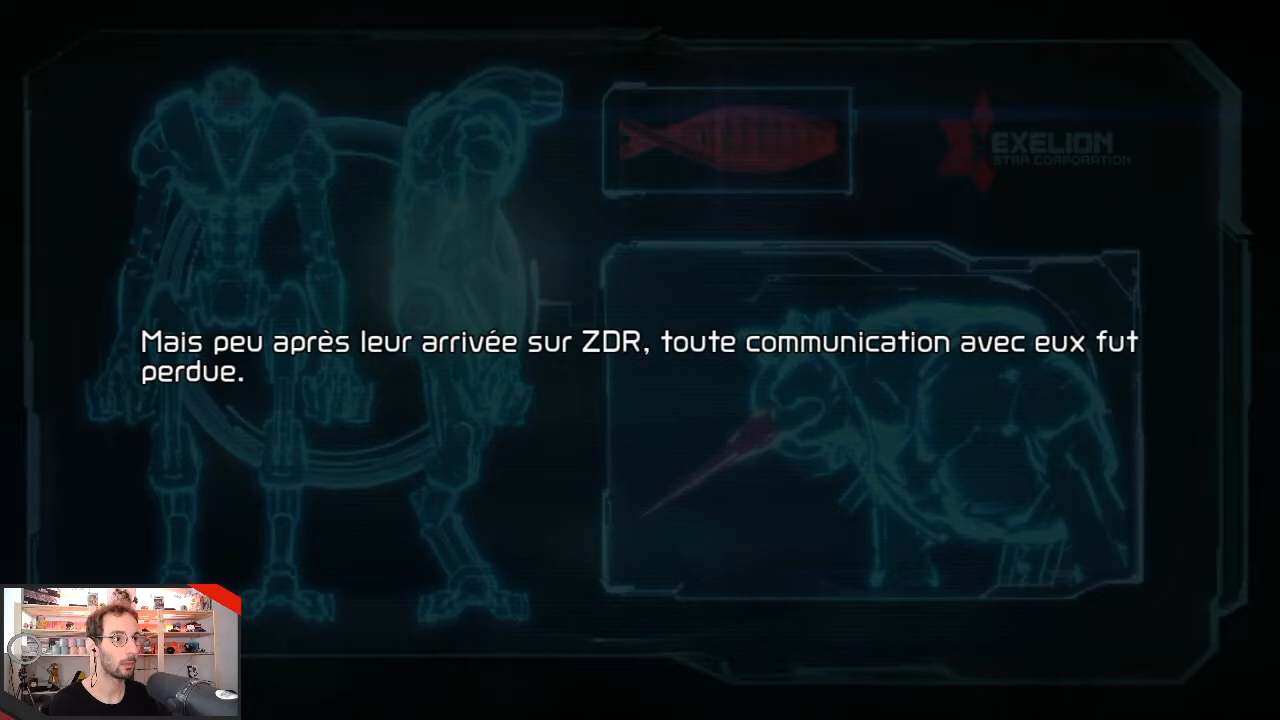 EXELION
STAR CORPORATION
Mais peu après leur arrivée sur ZDR, toute communication avec eux fut
perdue.